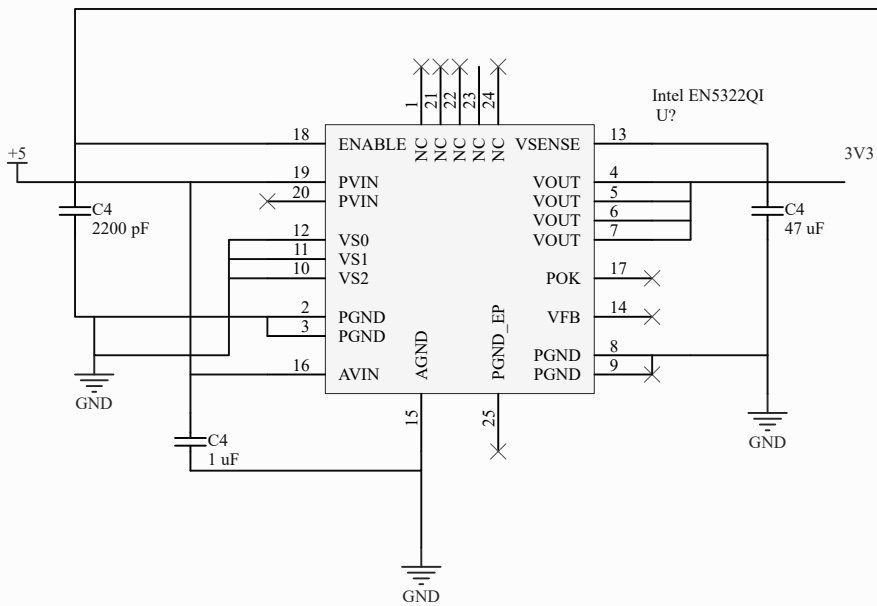 Intel EN5322QI
U?
1
21
22
23
24
NC
NC
NC
NC
NC
18
ENABLE
VSENSE
13
+5
3V3
19
PVIN
VOUT
4
20
PVIN
VOUT
5
C4
2200 pF
VOUT
6
C4
47 uF
12
VS0
VOUT
7
11
VS1
10
VS2
POK
17
2
PGND
VFB
14
3
PGND
AGND
PGND_EP
PGND
8
16
AVIN
PGND
9
GND
15
25
GND
C4
1 uF
GND